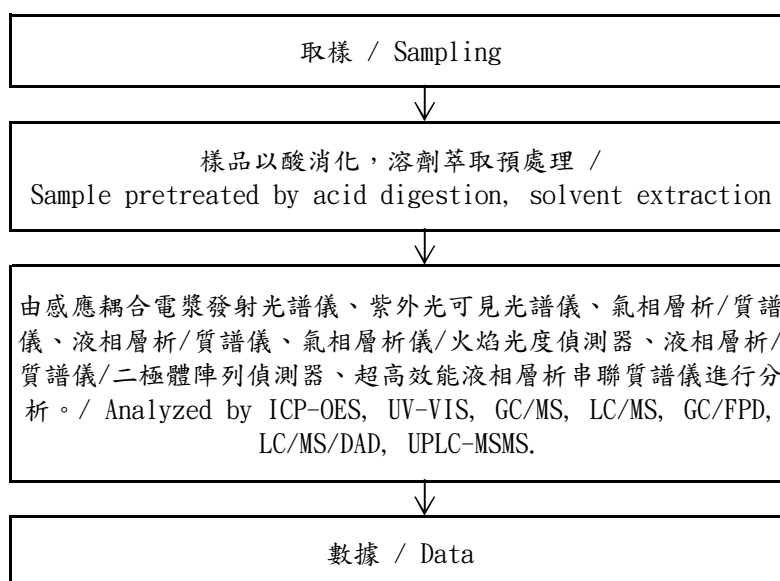 取樣 / Sampling
樣品以酸消化，溶劑萃取預處理 /
Sample pretreated by acid digestion, solvent extraction
由感應耦合電漿發射光譜儀、紫外光可見光譜儀、氣相層析/質譜
儀、液相層析/質譜儀、氣相層析儀/火焰光度偵測器、液相層析/
質譜儀/二極體陣列偵測器、超高效能液相層析串聯質譜儀進行分
析。/ Analyzed by ICP-OES, UV-VIS, GC/MS, LC/MS, GC/FPD,
LC/MS/DAD, UPLC-MSMS.
數據 / Data